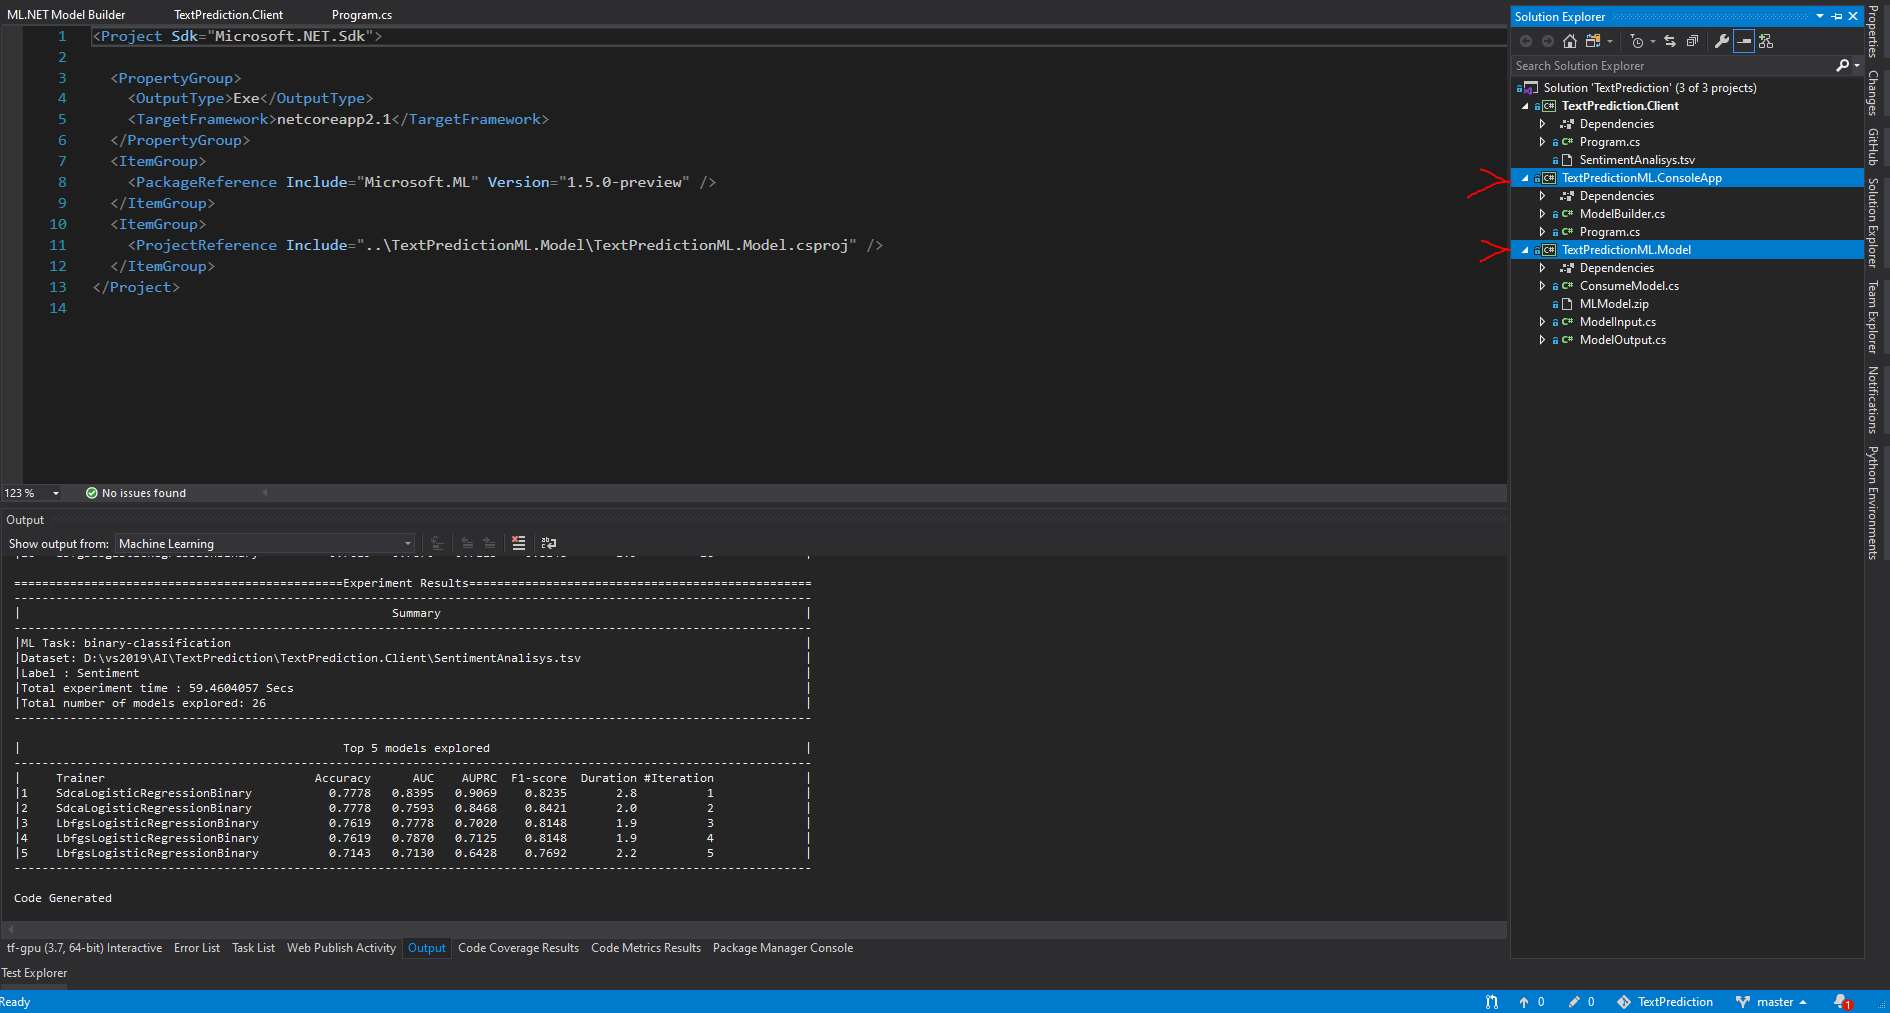 ML.NET Model Builder
TextPrediction.Client
Program.cs
1 <Project Sdk="Microsoft.NET.Sdk">
2
3 <PropertyGroup>
4 <OutputType>Exe</OutputType>
5 <TargetFramework>netcoreapp2.1</TargetFramework>
6 </PropertyGroup>
7 <ItemGroup>
8 <PackageReference Include="Microsoft.ML" Version="1.5.0-preview" />
9 </ItemGroup>
10 <ItemGroup>
11 <ProjectReference Include="..\TextPredictionML.Model\TextPredictionML.Model.csproj" />
12 </ItemGroup>
13 </Project>
14
123 %
No issues found
Output
Show output from: Machine Learning
===============================================Experiment Results=================================================
| Summary |
|ML Task: binary-classification |
|Dataset: D:\vs2019\AI\TextPrediction\TextPrediction.Client\SentimentAnalisys.tsv |
|Label : Sentiment |
|Total experiment time : 59.4604057 Secs |
|Total number of models explored: 26 |
| Top 5 models explored |
| Trainer Accuracy AUC AUPRC F1-score Duration #Iteration |
|1 SdcaLogisticRegressionBinary 0.7778 0.8395 0.9069 0.8235 2.8 1 |
|2 SdcaLogisticRegressionBinary 0.7778 0.7593 0.8468 0.8421 2.0 2 |
|3 LbfgsLogisticRegressionBinary 0.7619 0.7778 0.7020 0.8148 1.9 3 |
|4 LbfgsLogisticRegressionBinary 0.7619 0.7870 0.7125 0.8148 1.9 4 |
|5 LbfgsLogisticRegressionBinary 0.7143 0.7130 0.6428 0.7692 2.2 5 |
Code Generated
tf-gpu (3.7, 64-bit) Interactive
Error List
Task List
Web Publish Activity
Output
Code Coverage Results
Code Metrics Results
Package Manager Console
Test Explorer
Ready
0
0
TextPrediction
master
1
Solution Explorer
Search Solution Explorer
Solution 'TextPrediction' (3 of 3 projects)
C# TextPrediction.Client
Dependencies
C# Program.cs
SentimentAnalisys.tsv
C# TextPredictionML.ConsoleApp
Dependencies
C# ModelBuilder.cs
C# Program.cs
C# TextPredictionML.Model
Dependencies
C# ConsumeModel.cs
MLModel.zip
C# ModelInput.cs
C# ModelOutput.cs
Properties
Changes
GitHub
Solution Explorer
Team Explorer
Notifications
Python Environments